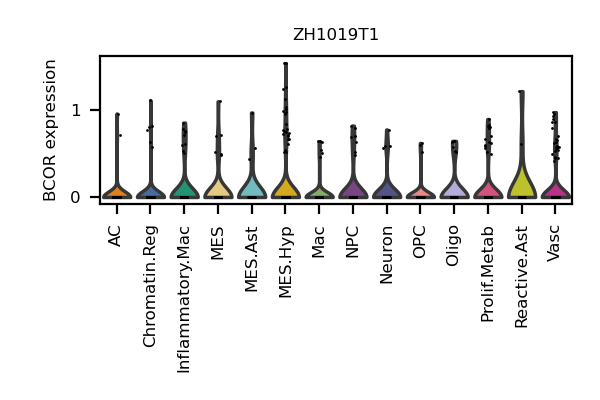 ZH1019T1
BCOR expression
1
0
AC
Chromatin.Reg
Inflammatory.Mac
MES
MES.Ast
MES.Hyp
Mac
NPC
Neuron
OPC
Oligo
Prolif.Metab
Reactive.Ast
Vasc